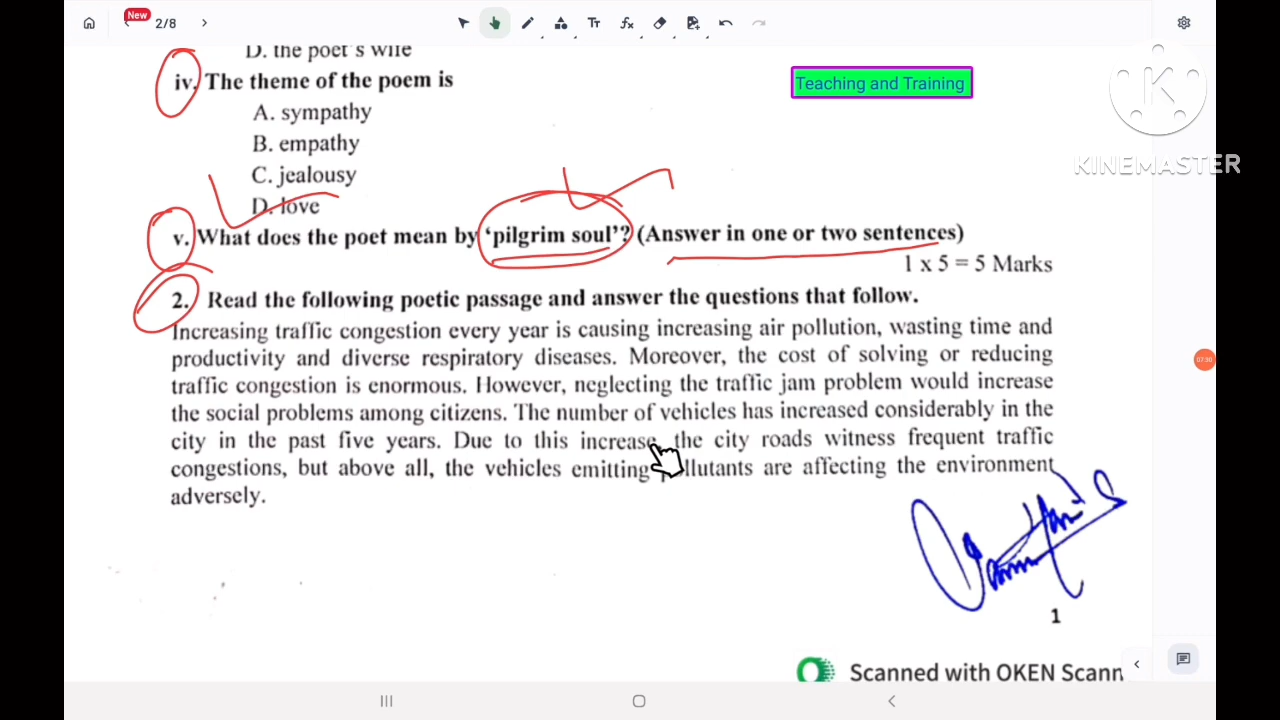 New
2/8
Tт
fx
D. the poet's wife
iv. The theme of the poem is
Teaching and Training
A. sympathy
B. empathy
C. jealousy
D. love
KINEMASTER
v. What does the poet mean by 'pilgrim soul'? (Answer in one or two sentences)
1 x 5 = 5 Marks
2. Read the following poetic passage and answer the questions that follow.
Increasing traffic congestion every year is causing increasing air pollution, wasting time and
productivity and diverse respiratory diseases. Moreover, the cost of solving or reducing
traffic congestion is enormous. However, neglecting the traffic jam problem would increase
the social problems among citizens. The number of vehicles has increased considerably in the
city in the past five years. Due to this increase, the city roads witness frequent traffic
congestions, but above all, the vehicles emitting pollutants are affecting the environment
adversely.
07:30
1
Scanned with OKEN Scann